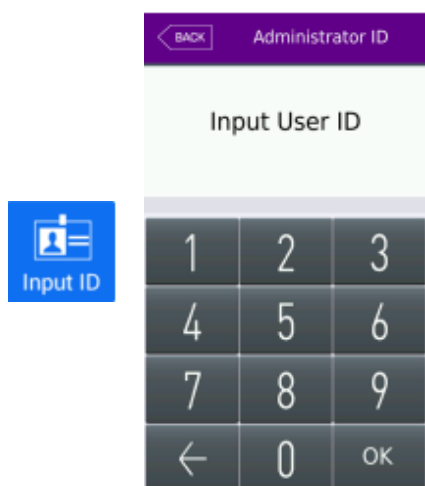 BACK Administrator ID
Input User ID
Input ID
1 2 3
4 5 6
7 8 9
← 0 OK